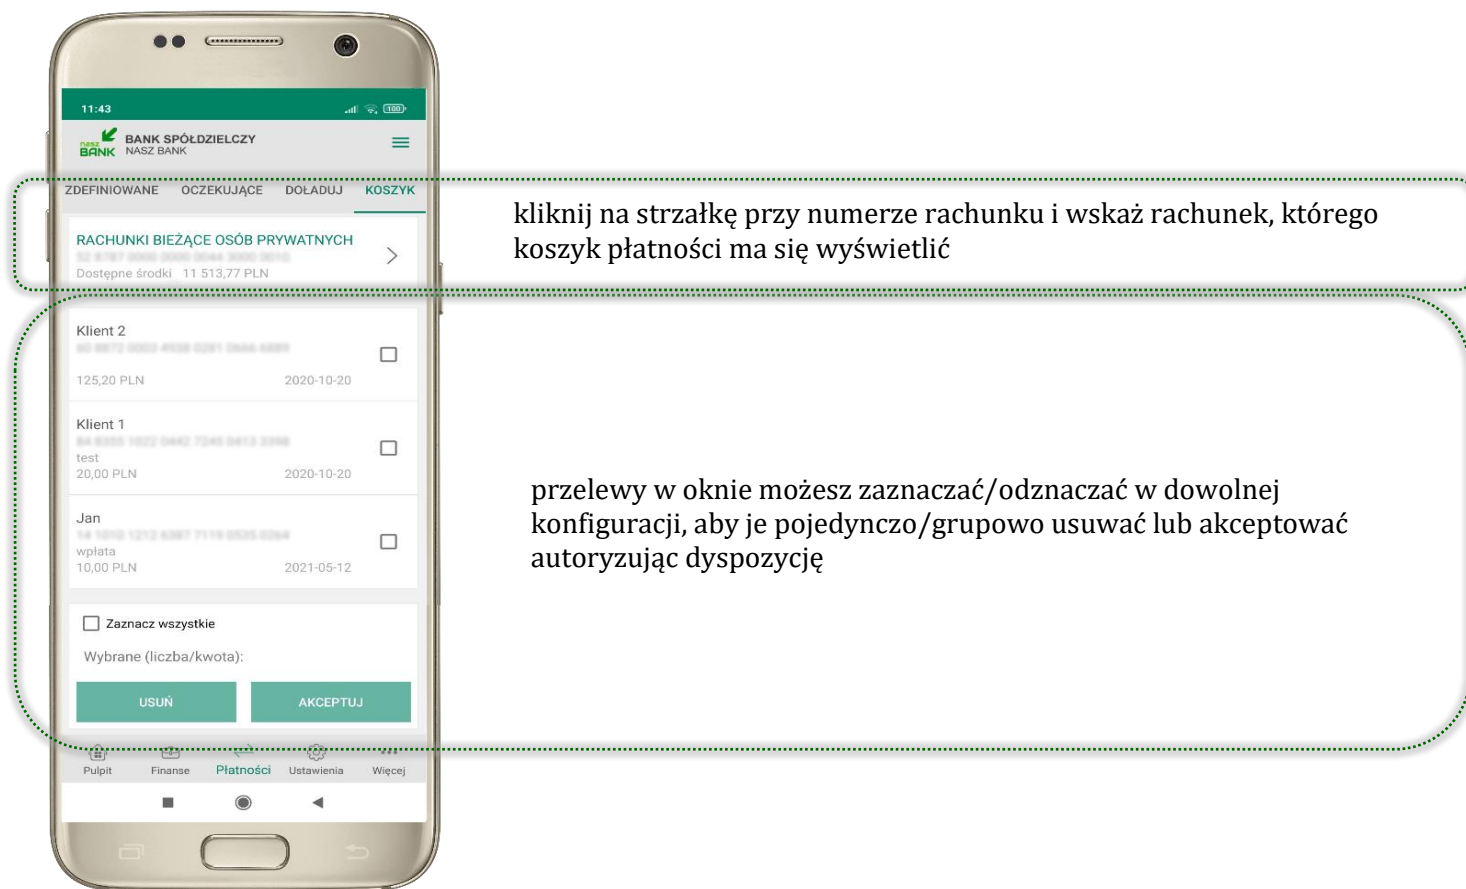 11:43
100
nasz
BANK
BANK SPÓŁDZIELCZY
NASZ BANK
ZDEFINIOWANE OCZEKUJĄCE DOŁADUJ KOSZYK
RACHUNKI BIEŻĄCE OSÓB PRYWATNYCH
Dostępne środki 11 513,77 PLN
kliknij na strzałkę przy numerze rachunku i wskaż rachunek, którego
koszyk płatności ma się wyświetlić
Klient 2
125,20 PLN 2020-10-20
Klient 1
test
20,00 PLN 2020-10-20
Jan
wpłata
10,00 PLN 2021-05-12
przelewy w oknie możesz zaznaczać/odznaczać w dowolnej
konfiguracji, aby je pojedynczo/grupowo usuwać lub akceptować
autoryzując dyspozycję
Zaznacz wszystkie
Wybrane (liczba/kwota):
USUŃ AKCEPTUJ
Pulpit Finanse Płatności Ustawienia Więcej